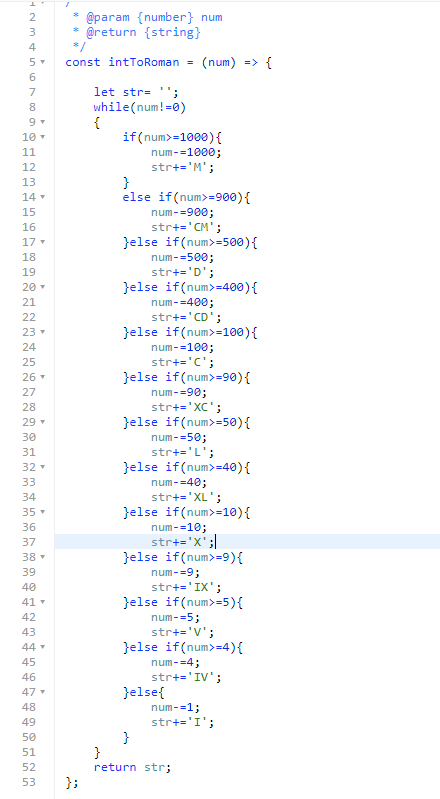 1 /
2 * @param {number} num
3 * @return {string}
4 */
5 const intToRoman = (num) => {
6
7 let str= '';
8 while(num!=0)
9 {
10 if(num>=1000){
11 num-=1000;
12 str+='M';
13 }
14 else if(num>=900){
15 num-=900;
16 str+='CM';
17 }else if(num>=500){
18 num-=500;
19 str+='D';
20 }else if(num>=400){
21 num-=400;
22 str+='CD';
23 }else if(num>=100){
24 num-=100;
25 str+='C';
26 }else if(num>=90){
27 num-=90;
28 str+='XC';
29 }else if(num>=50){
30 num-=50;
31 str+='L';
32 }else if(num>=40){
33 num-=40;
34 str+='XL';
35 }else if(num>=10){
36 num-=10;
37 str+='X';
38 }else if(num>=9){
39 num-=9;
40 str+='IX';
41 }else if(num>=5){
42 num-=5;
43 str+='V';
44 }else if(num>=4){
45 num-=4;
46 str+='IV';
47 }else{
48 num-=1;
49 str+='I';
50 }
51 }
52 return str;
53 };